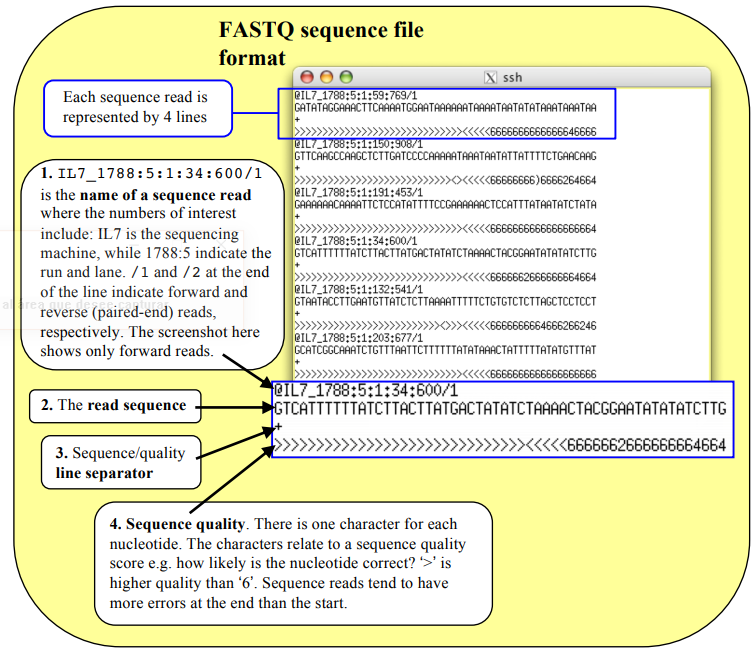 FASTQ sequence file
format
ssh
Each sequence read is
represented by 4 lines
@IL7_1788:5:1:59:769/1
GATATAGGAAACTTCAAAATGGAATAAAAAATAAAATAATATATAAATAAATAA
+
>>>>>>>>>>>>>>>>>>>>>>>>>>>>>><<<<<6666666666666646666
@IL7_1788:5:1:150:908/1
GTTCAAGCCAAGCTCTTGATCCCCAAAAATAAATAATATTATTTTCTGAACAAG
+
>>>>>>>>>>>>>>>>>>>>>>>>>>>><><<<<<66666666)6666264664
@IL7_1788:5:1:191:453/1
GAAAAAACAAAATTCTCCATATTTTCCGAAAAAACTCCATTTATAATATCTATA
+
>>>>>>>>>>>>>>>>>>>>>>>>>>>>>><<<<<6666666666666666664
@IL7_1788:5:1:34:600/1
GTCATTTTTTATCTTACTTATGACTATATCTAAAACTACGGAATATATATCTTG
+
>>>>>>>>>>>>>>>>>>>>>>>>>>>>>><<<<<6666662666666664664
@IL7_1788:5:1:132:541/1
GTAATACCTTGAATGTTATCTCTTAAAATTTTTCTGTGTCTCTTAGCTCCTCCT
+
>>>>>>>>>>>>>>>>>>>>>>>>>><>>><<<<<6666666664666266246
@IL7_1788:5:1:203:677/1
GCATCGGCAAATCTGTTTAATTCTTTTTTATATAAACTATTTTTATATGTTTAT
+
>>>>>>>>>>>>>>>>>>>>>>>>>>>>>><<<<<6666666666666666666
1. IL7_1788:5:1:34:600/1
is the name of a sequence read
where the numbers of interest
include: IL7 is the sequencing
machine, while 1788:5 indicate the
run and lane. /1 and /2 at the end
of the line indicate forward and
reverse (paired-end) reads,
respectively. The screenshot here
shows only forward reads.
@IL7_1788:5:1:34:600/1
GTCATTTTTTATCTTACTTATGACTATATCTAAAACTACGGAATATATATCTTG
+
>>>>>>>>>>>>>>>>>>>>>>>>>>>>>><<<<<6666662666666664664
2. The read sequence
3. Sequence/quality
line separator
4. Sequence quality. There is one character for each
nucleotide. The characters relate to a sequence quality
score e.g. how likely is the nucleotide correct? ‘>’ is
higher quality than ‘6’. Sequence reads tend to have
more errors at the end than the start.